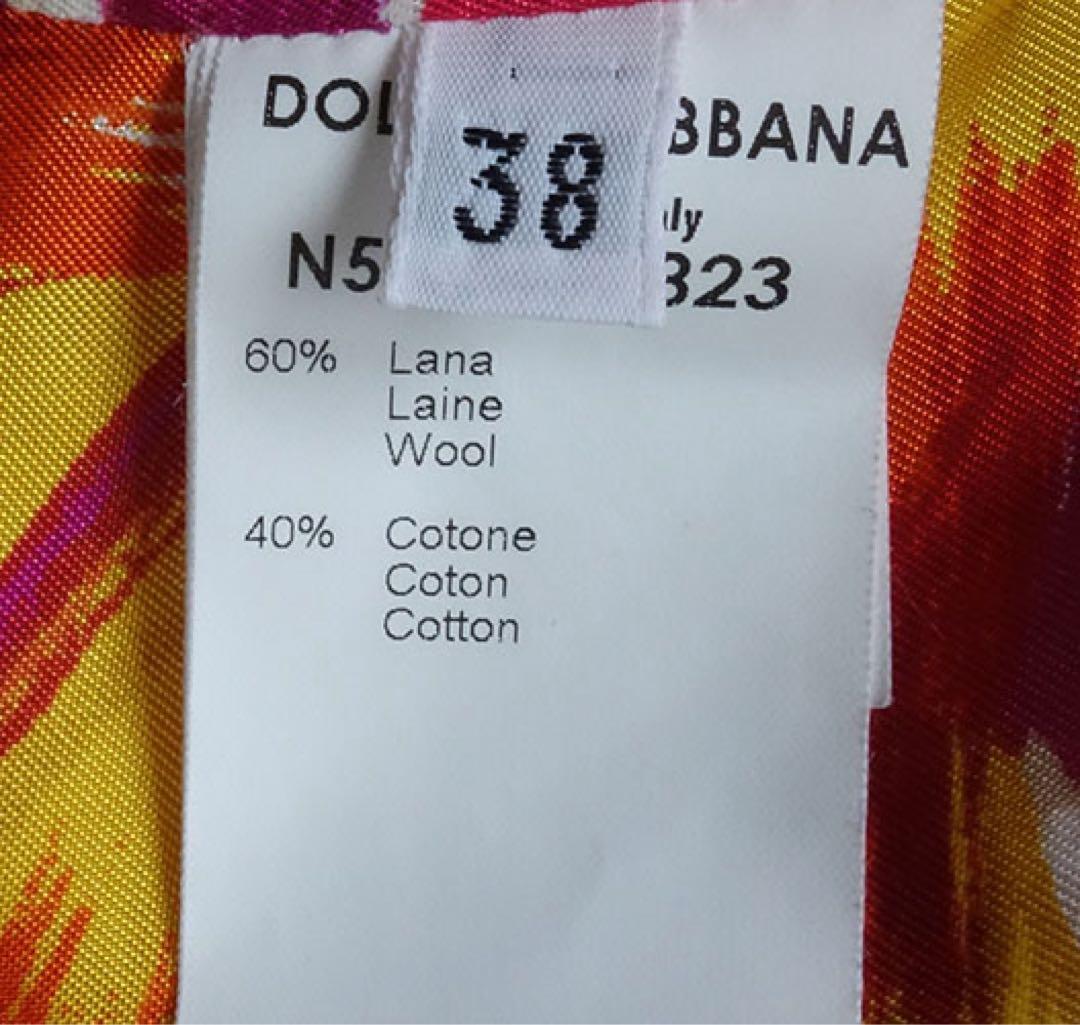 DOL BBANA
38
ly
N5 323
60% Lana
Laine
Wool
40% Cotone
Coton
Cotton